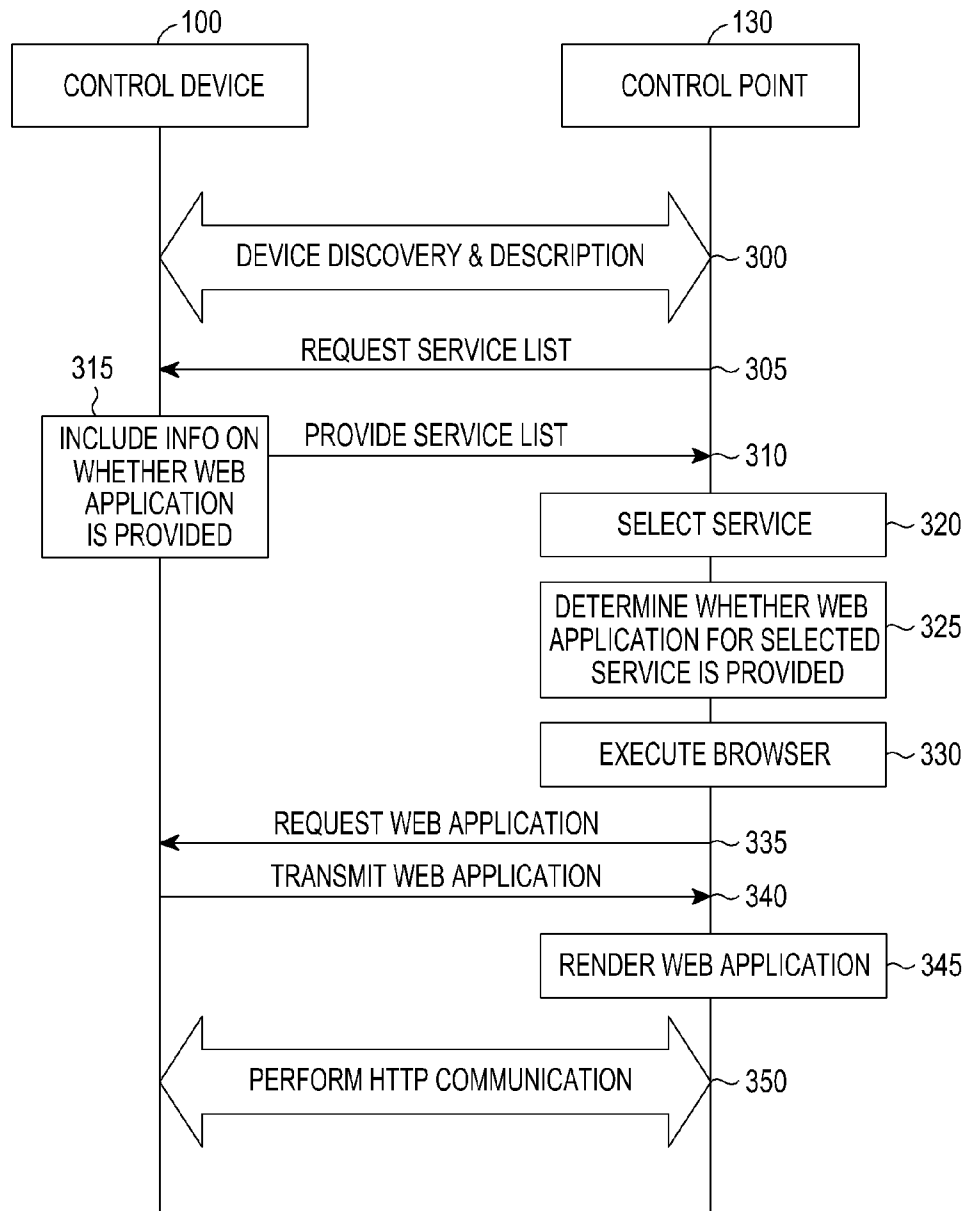 100
130
CONTROL DEVICE
CONTROL POINT
DEVICE DISCOVERY & DESCRIPTION
300
REQUEST SERVICE LIST
305
315
INCLUDE INFO ON
WHETHER WEB
APPLICATION
IS PROVIDED
PROVIDE SERVICE LIST
310
SELECT SERVICE
320
DETERMINE WHETHER WEB
APPLICATION FOR SELECTED
SERVICE IS PROVIDED
325
EXECUTE BROWSER
330
REQUEST WEB APPLICATION
335
TRANSMIT WEB APPLICATION
340
RENDER WEB APPLICATION
345
PERFORM HTTP COMMUNICATION
350